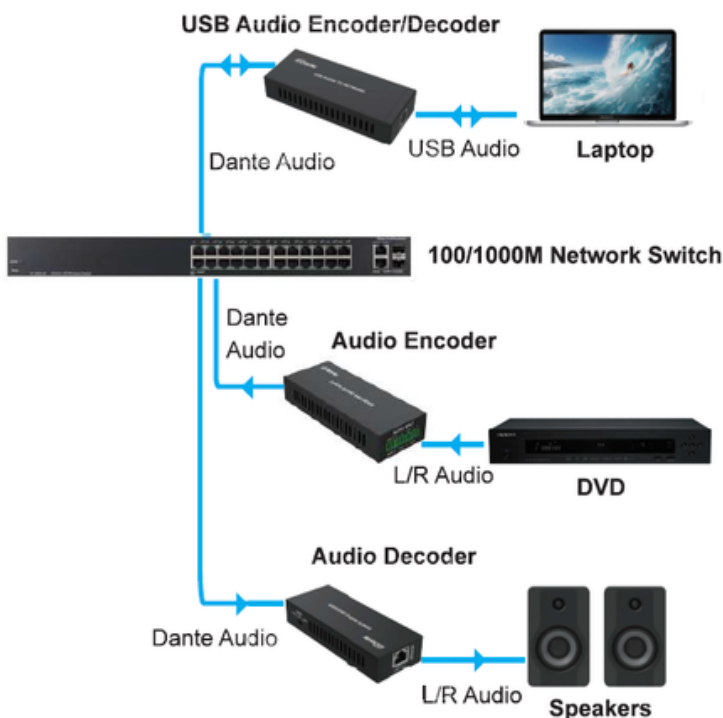 USB Audio Encoder/Decoder
Dante Audio
USB Audio
Laptop
100/1000M Network Switch
Dante
Audio
Audio Encoder
L/R Audio
DVD
Audio Decoder
Dante Audio
L/R Audio
Speakers